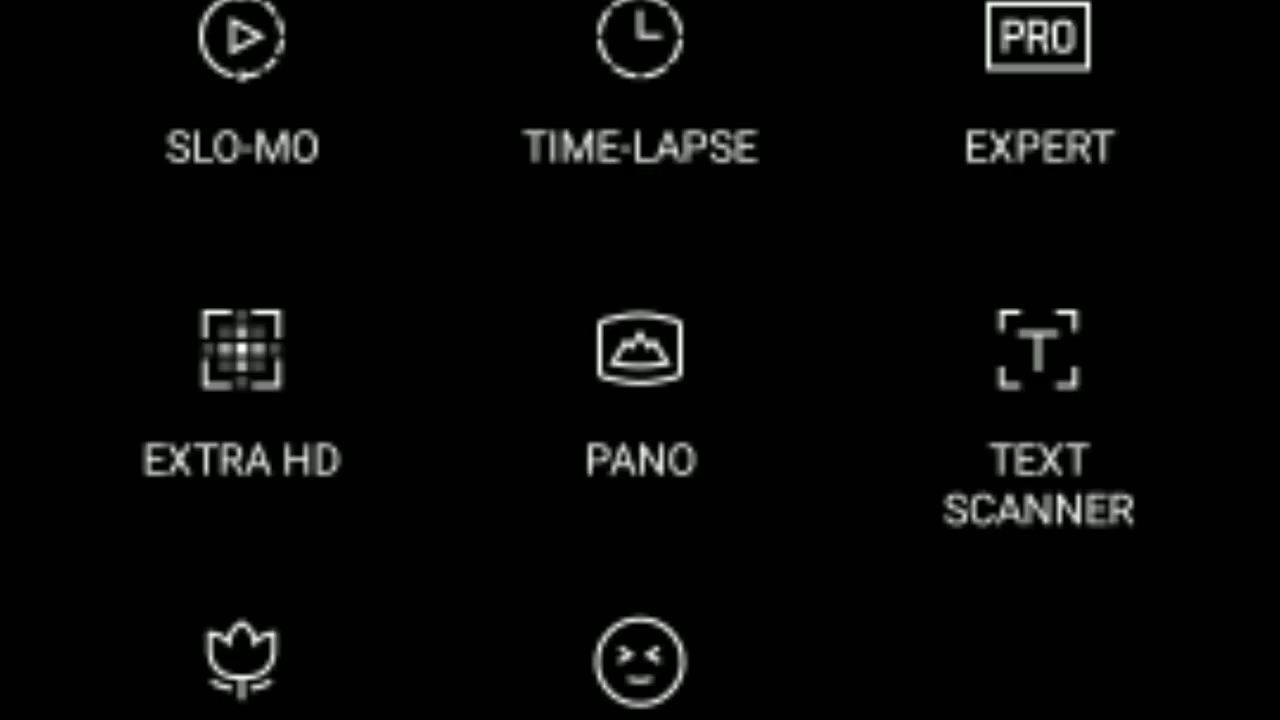 PRO
SLO-MO
TIME-LAPSE
EXPERT
T
EXTRA HD
PANO
TEXT
SCANNER